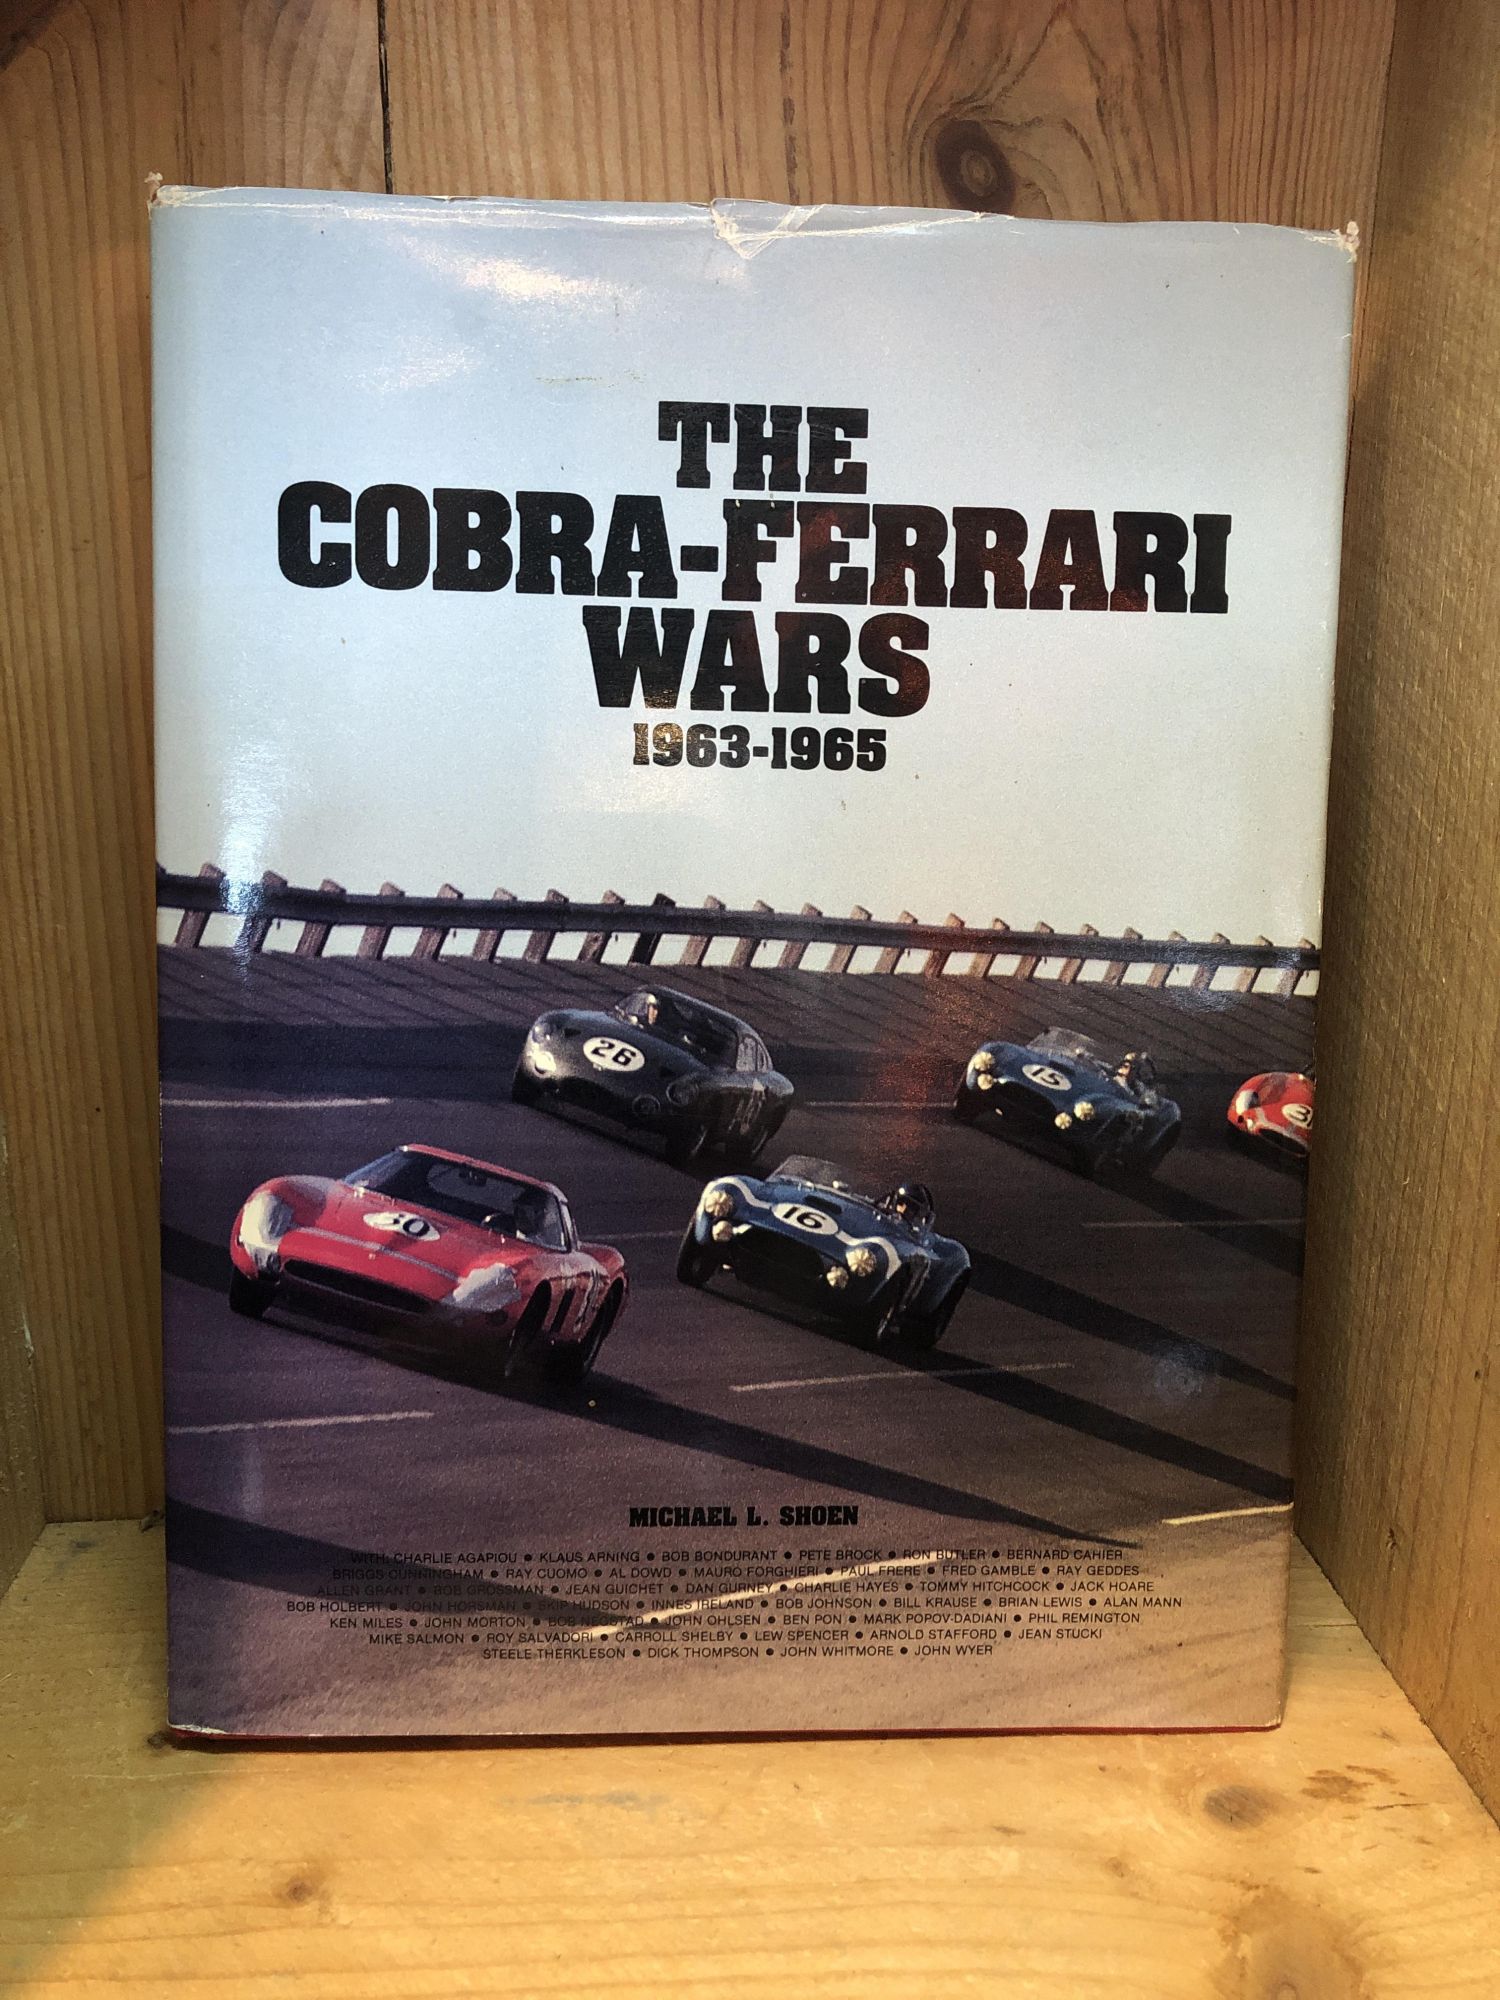 THE
COBRA-FERRARI
WARS
1963-1965
26
15
3
30
16
MICHAEL L. SHOEN
WITH: CHARLIE AGAPIOU ● KLAUS ARNING ● BOB BONDURANT ● PETE BROCK ● RON BUTLER ● BERNARD CAHIER
BRIGGS CUNNINGHAM ● RAY CUOMO ● AL DOWD ● MAURO FORGHIERI ● PAUL FRERE ● FRED GAMBLE ● RAY GEDDES
ALLEN GRANT ● BOB GROSSMAN ● JEAN GUICHET ● DAN GURNEY ● CHARLIE HAYES ● TOMMY HITCHCOCK ● JACK HOARE
BOB HOLBERT ● JOHN HORSMAN ● SKIP HUDSON ● INNES IRELAND ● BOB JOHNSON ● BILL KRAUSE ● BRIAN LEWIS ● ALAN MANN
KEN MILES ● JOHN MORTON ● BOB NEGSTAD ● JOHN OHLSEN ● BEN PON ● MARK POPOV-DADIANI ● PHIL REMINGTON
MIKE SALMON ● ROY SALVADORI ● CARROLL SHELBY ● LEW SPENCER ● ARNOLD STAFFORD ● JEAN STUCKI
STEELE THERKLESON ● DICK THOMPSON ● JOHN WHITMORE ● JOHN WYER